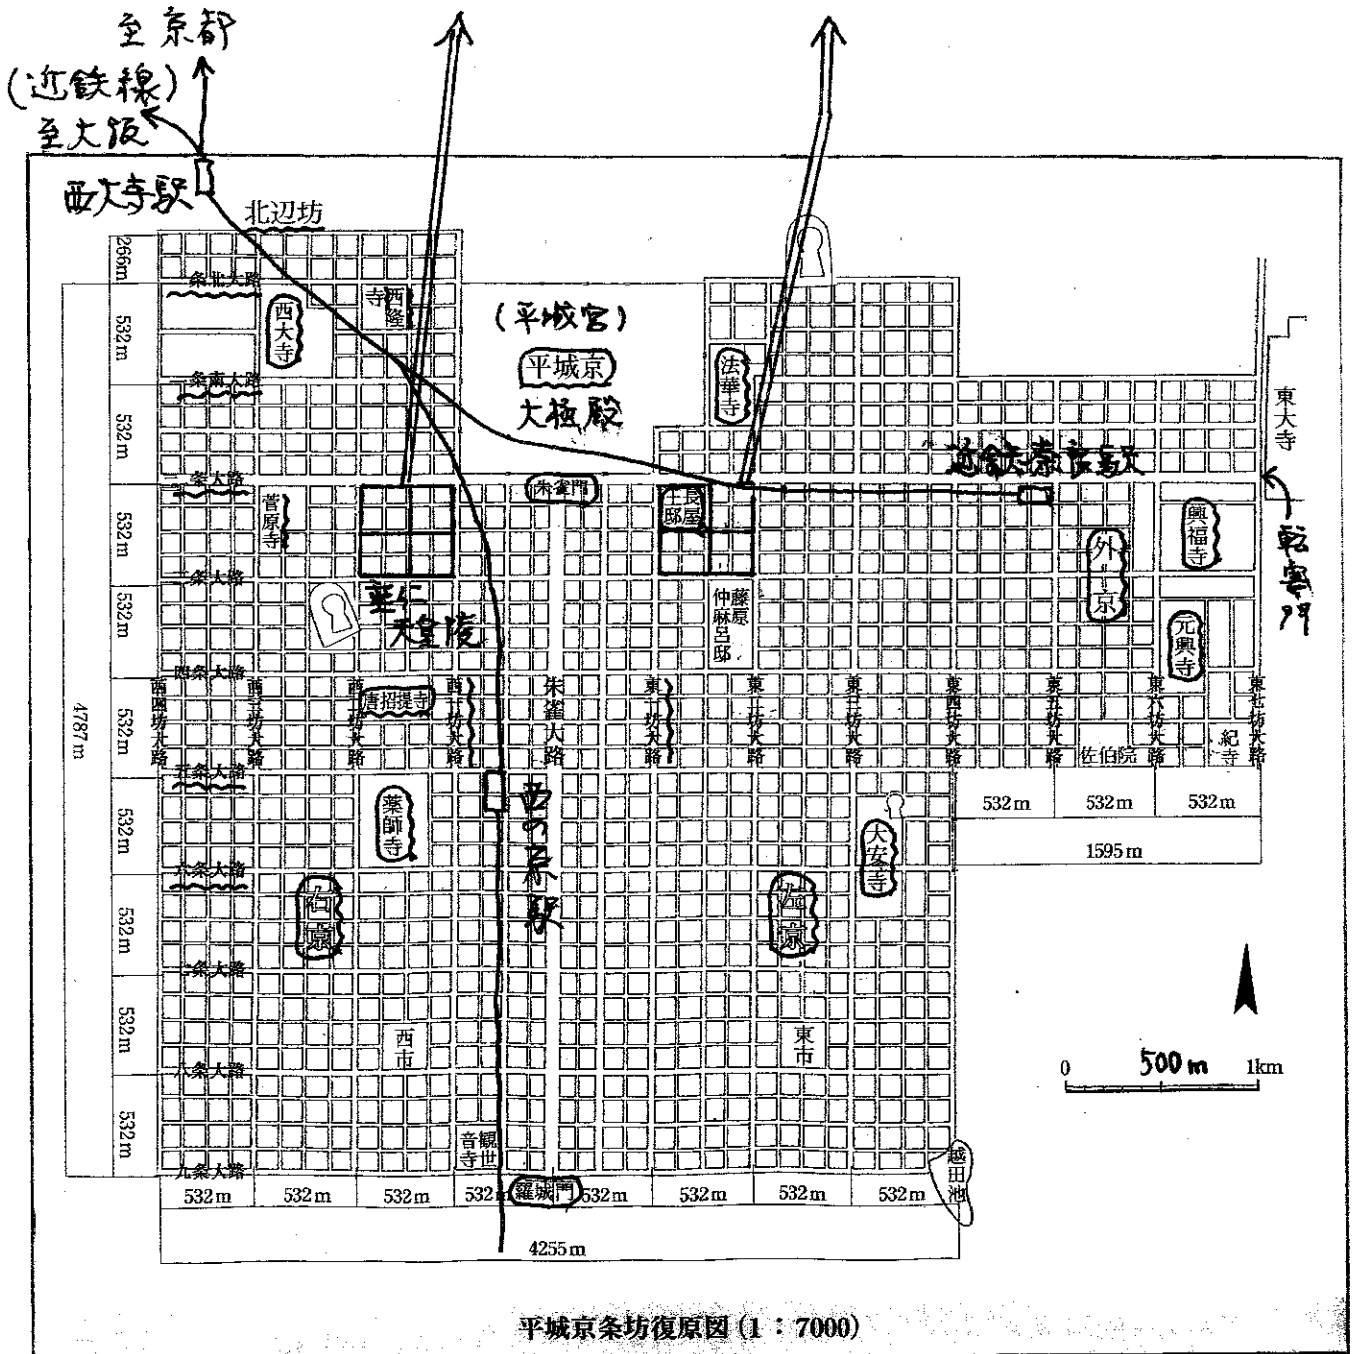 至京都
(近鉄線)
至大阪
西大寺駅
北辺坊
266m
一条北大路
西大寺
西隆寺
(平城宮)
平城京
大極殿
法華寺
532m
一条南大路
東大寺
532m
近鉄奈良駅
二条大路
朱雀門
長屋王邸
菅原寺
興福寺
外京
転害門
532m
三条大路
垂仁
天皇陵
藤原仲麻呂邸
元興寺
532m
四条大路
西四坊大路
西三坊大路
西二坊大路
唐招提寺
西一坊大路
朱雀大路
東一坊大路
東二坊大路
東三坊大路
東四坊大路
東五坊大路
東六坊大路
東七坊大路
佐伯院
紀寺
532m
4787m
五条大路
薬師寺
西の京駅
大安寺
532m
532m
532m
1595m
532m
六条大路
右京
左京
532m
七条大路
西市
東市
532m
八条大路
0
500m
1km
532m
観世音寺
越田池
九条大路
532m
532m
532m
532m
羅城門
532m
532m
532m
532m
4255m
平城京条坊復原図(1:7000)